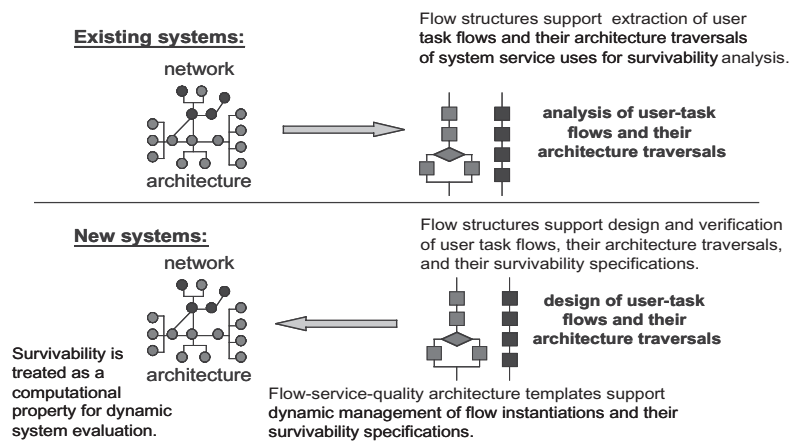 Existing systems:
network
architecture
Flow structures support extraction of user
task flows and their architecture traversals
of system service uses for survivability analysis.
analysis of user-task
flows and their
architecture traversals
New systems:
network
architecture
Flow structures support design and verification
of user task flows, their architecture traversals,
and their survivability specifications.
design of user-task
flows and their
architecture traversals
Survivability is
treated as a
computational
property for dynamic
system evaluation.
Flow-service-quality architecture templates support
dynamic management of flow instantiations and their
survivability specifications.